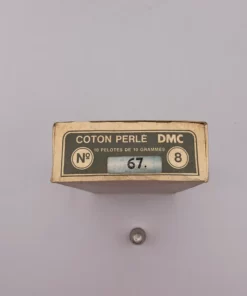 COTON PERLE DMC
10 PELOTES DE 10 GRAMMES
Nº 67. 8